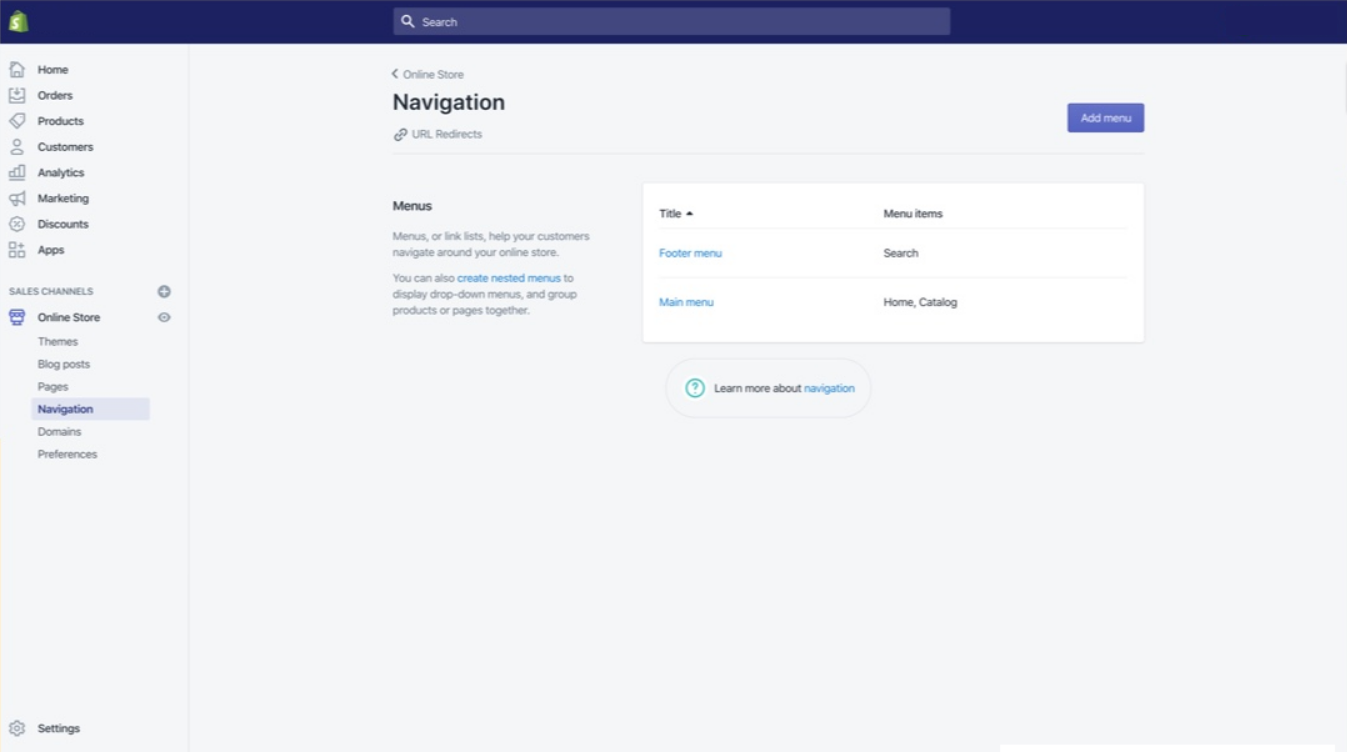 Search
Home
Orders
Products
Customers
Analytics
Marketing
Discounts
Apps
SALES CHANNELS
Online Store
Themes
Blog posts
Pages
Navigation
Domains
Preferences
Settings
Online Store
Navigation
URL Redirects
Add menu
Menus
Menus, or link lists, help your customers
navigate around your online store.
You can also create nested menus to
display drop-down menus, and group
products or pages together.
Title Menu items
Footer menu Search
Main menu Home, Catalog
Learn more about navigation